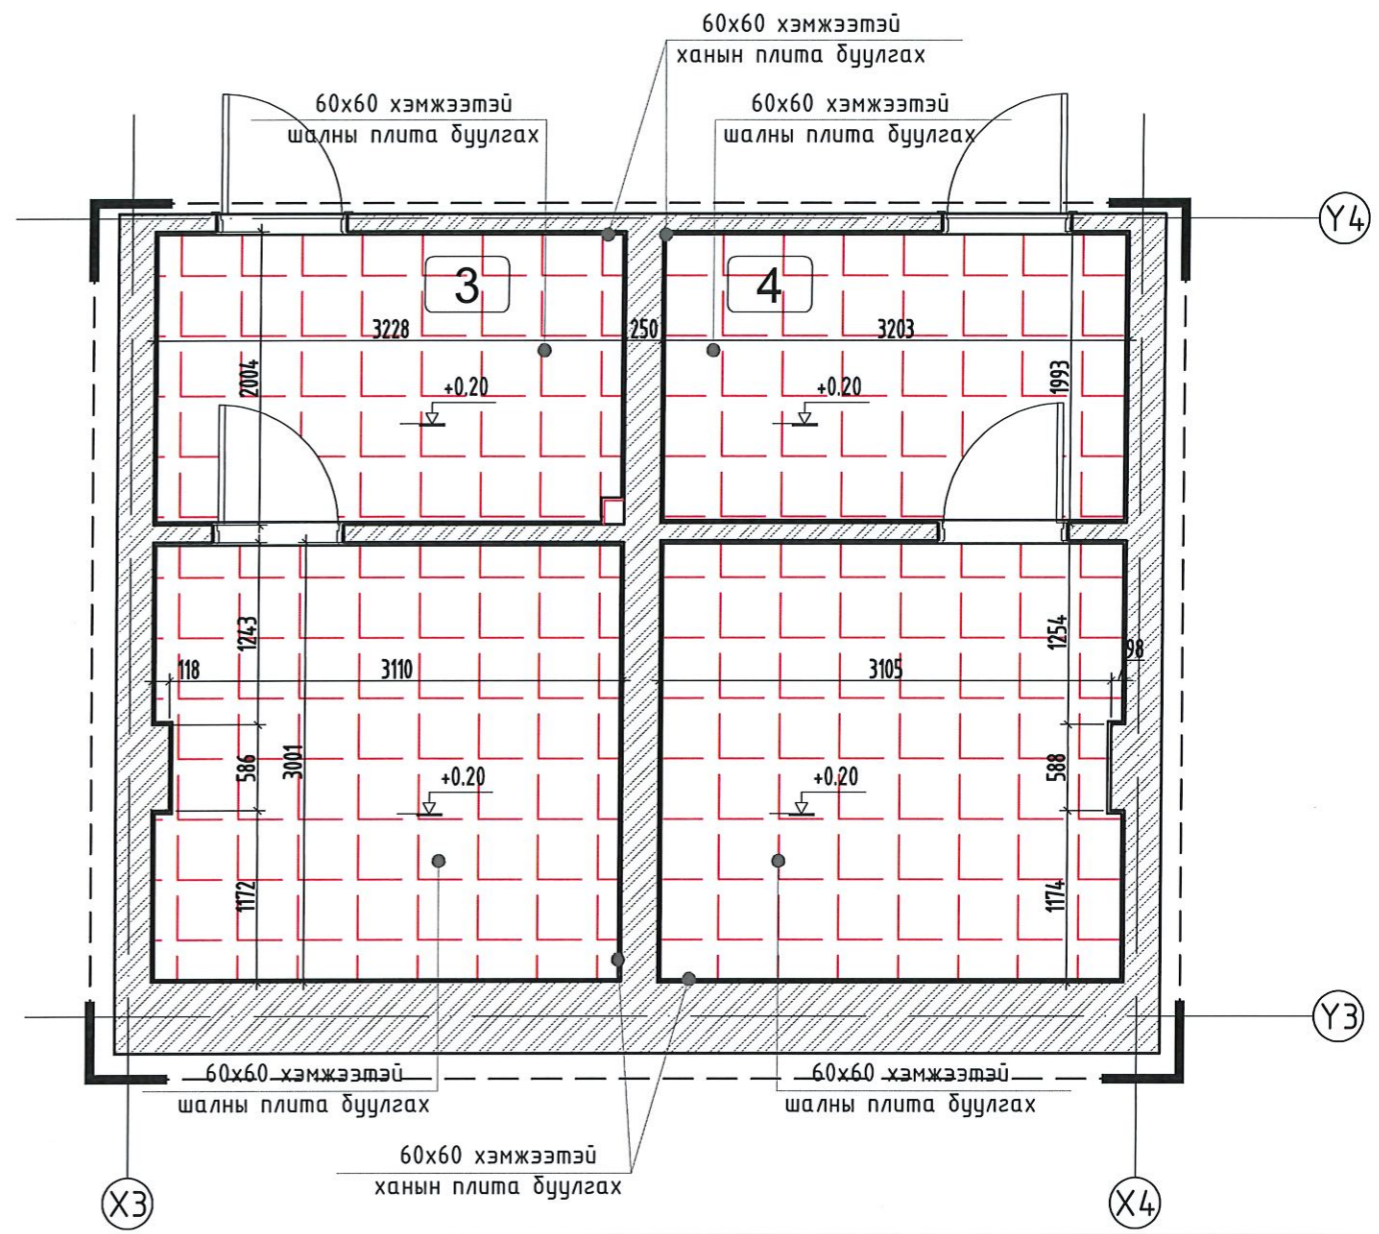 60x60 хэмжээтэй
ханын плита буулгах
60x60 хэмжээтэй
шалны плита буулгах
60x60 хэмжээтэй
шалны плита буулгах
Y4
3
4
3228
250
3203
2004
1993
+0.20
+0.20
1243
1254
118
3110
3105
98
586
3001
588
+0.20
+0.20
1172
1174
Y3
60x60 хэмжээтэй
шалны плита буулгах
60x60 хэмжээтэй
шалны плита буулгах
60x60 хэмжээтэй
ханын плита буулгах
X3
X4